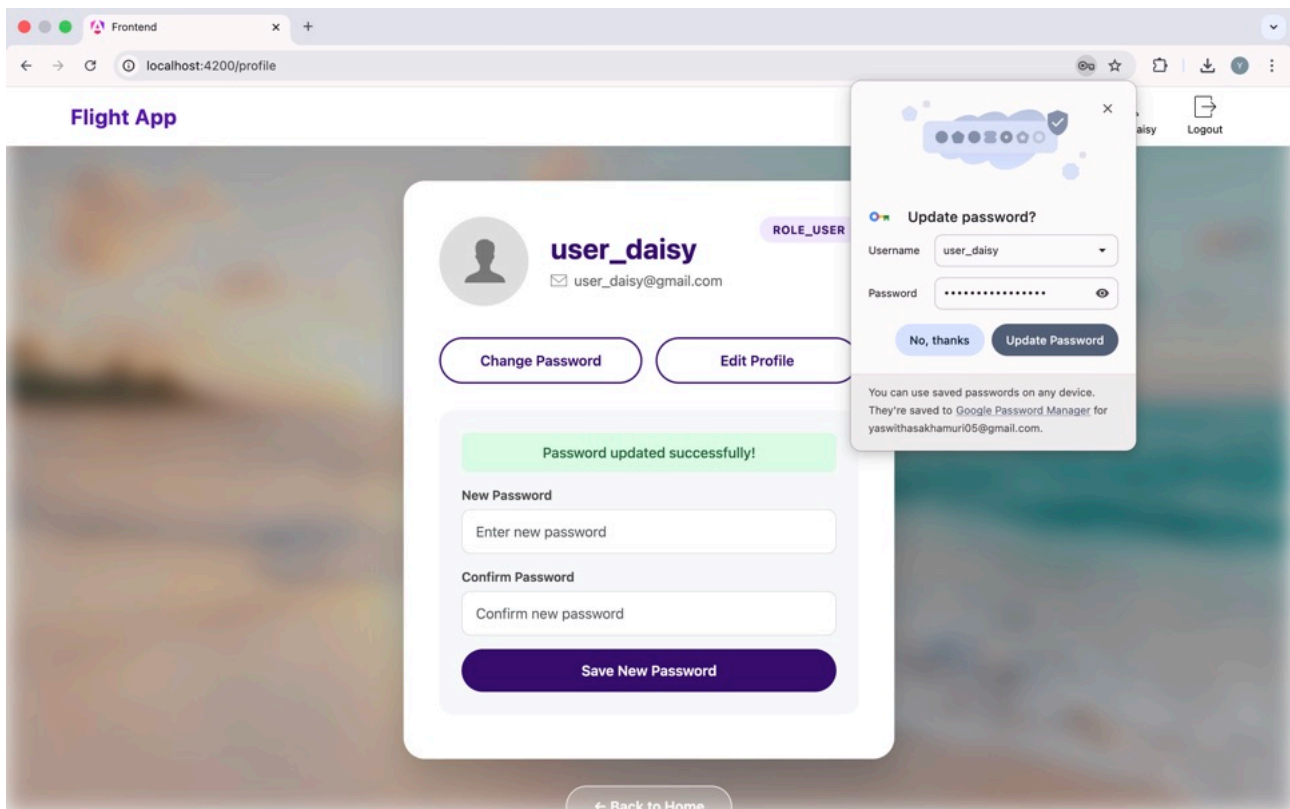 Frontend
localhost:4200/profile
Flight App
aisy
Logout
ROLE_USER
user_daisy
user_daisy@gmail.com
Change Password
Edit Profile
Password updated successfully!
New Password
Enter new password
Confirm Password
Confirm new password
Save New Password
← Back to Home
Update password?
Username
user_daisy
Password
••••••••••••••••
No, thanks
Update Password
You can use saved passwords on any device.
They're saved to Google Password Manager for
yaswithasakhamuri05@gmail.com.
Y